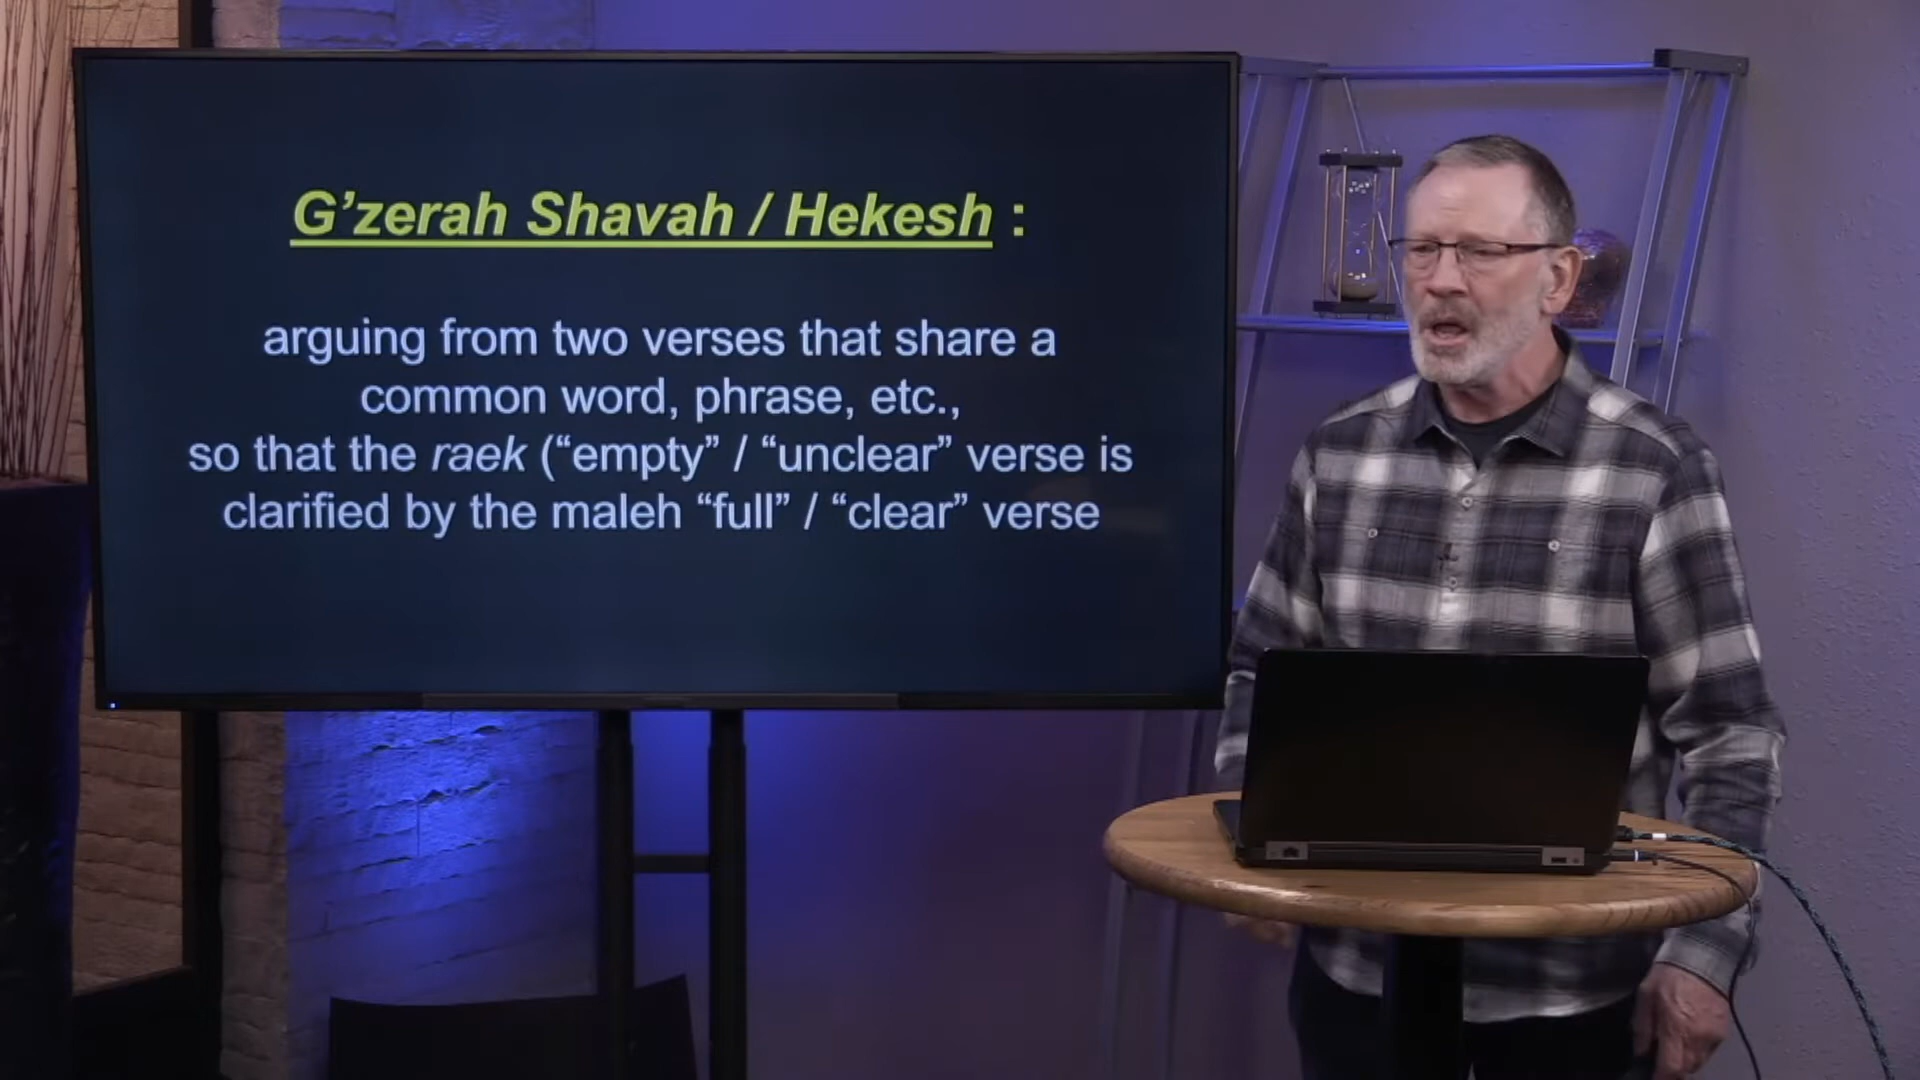 G’zerah Shavah / Hekesh :
arguing from two verses that share a
common word, phrase, etc.,
so that the raek (“empty” / “unclear” verse is
clarified by the maleh “full” / “clear” verse